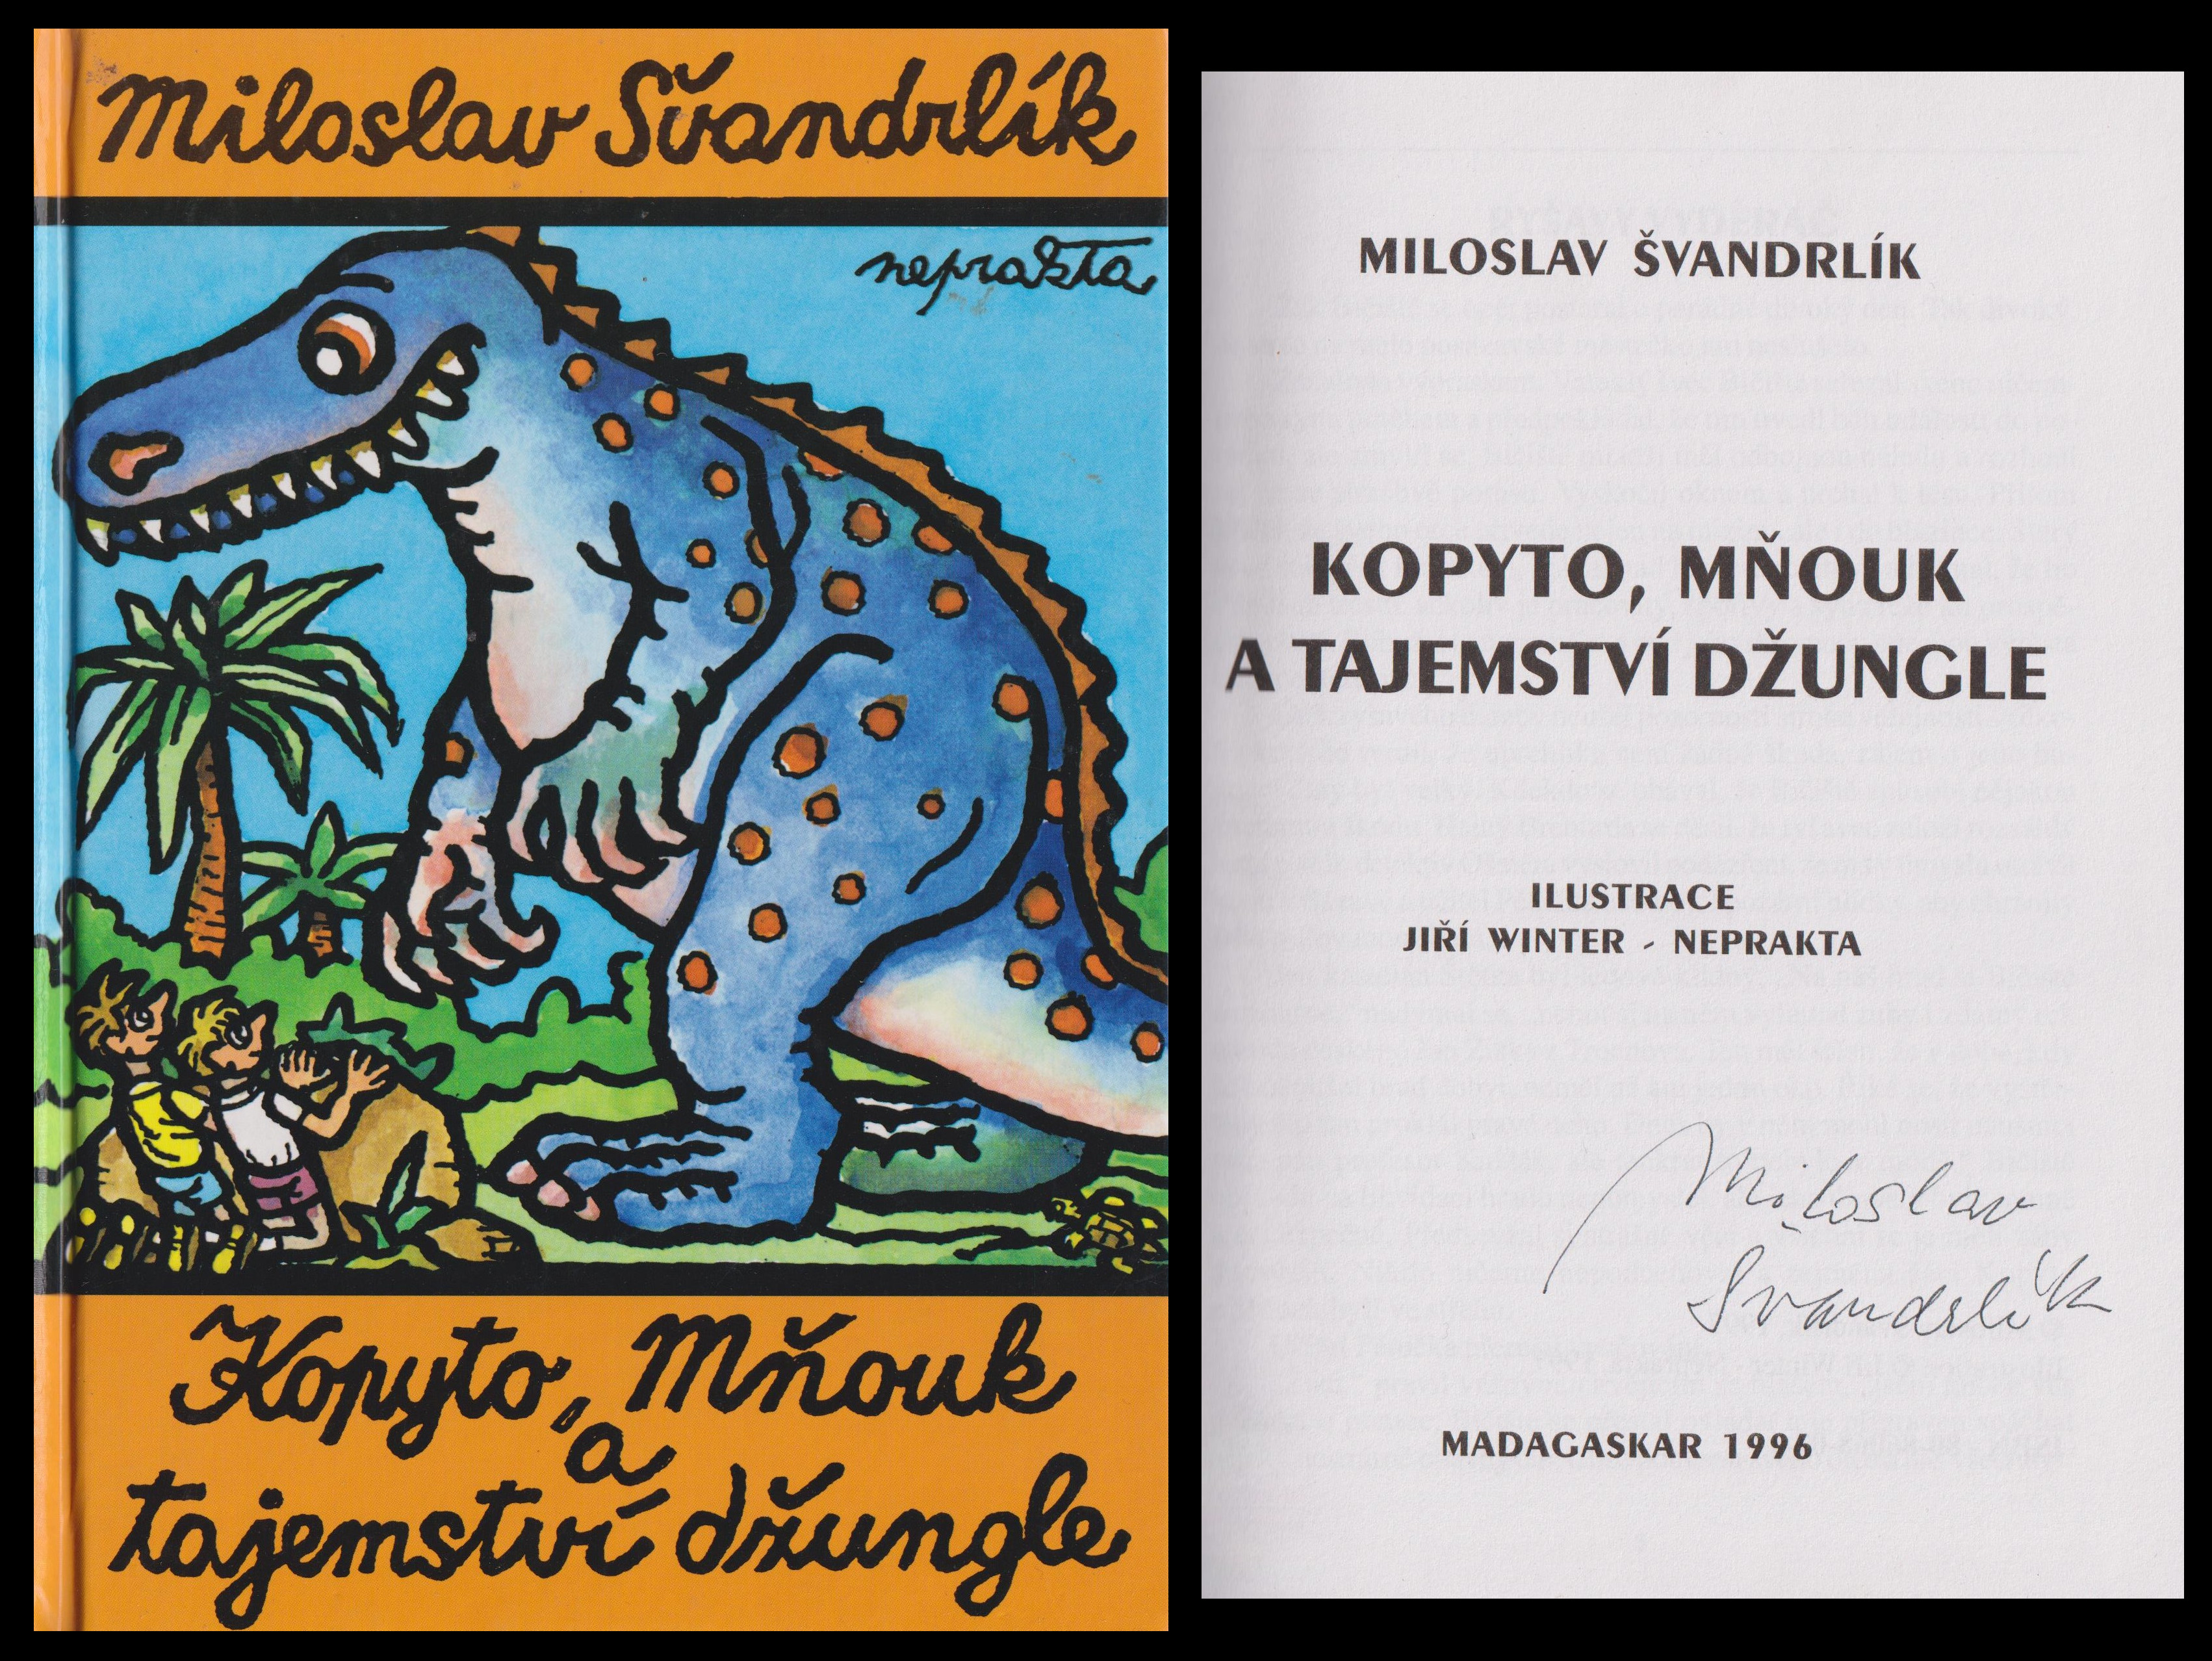 Miloslav Švandrlík
neprakta
Kopyto, Mňouk
a
tajemství džungle
MILOSLAV ŠVANDRLÍK
KOPYTO, MŇOUK
A TAJEMSTVÍ DŽUNGLE
ILUSTRACE
JIŘÍ WINTER - NEPRAKTA
Miloslav
Švandrlík
MADAGASKAR 1996